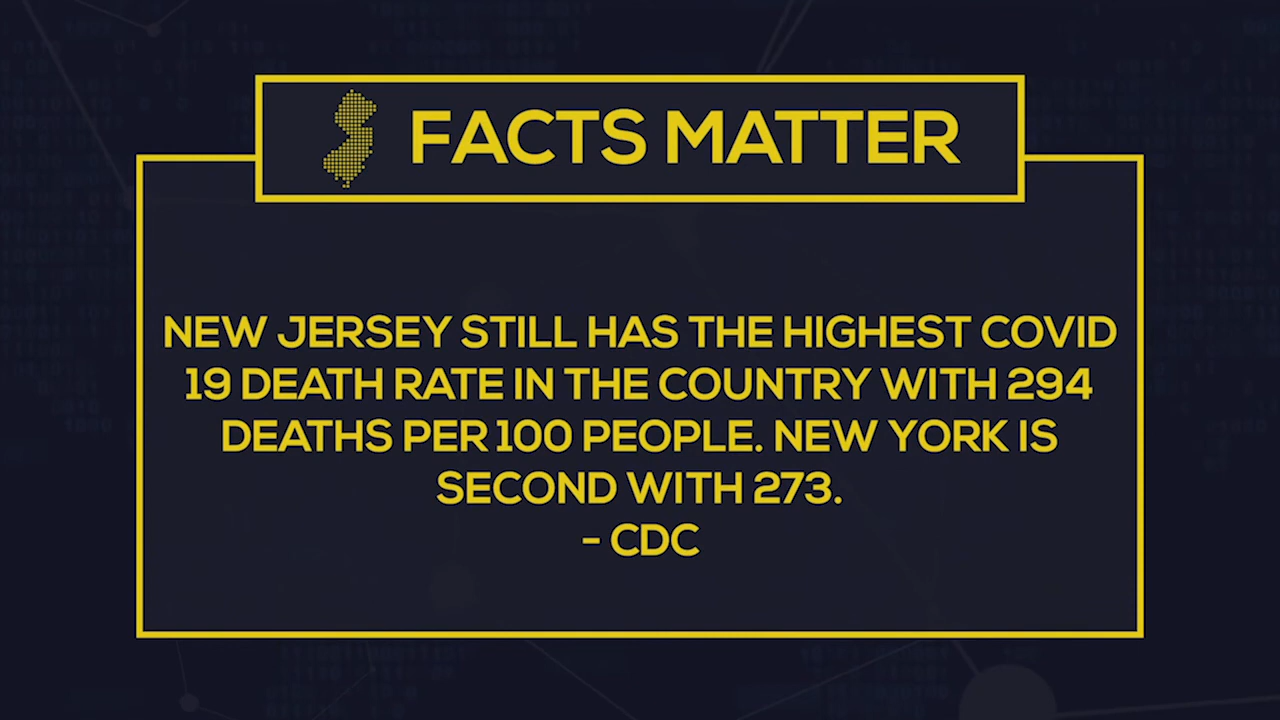 FACTS MATTER
NEW JERSEY STILL HAS THE HIGHEST COVID
19 DEATH RATE IN THE COUNTRY WITH 294
DEATHS PER 100 PEOPLE. NEW YORK IS
SECOND WITH 273.
- CDC